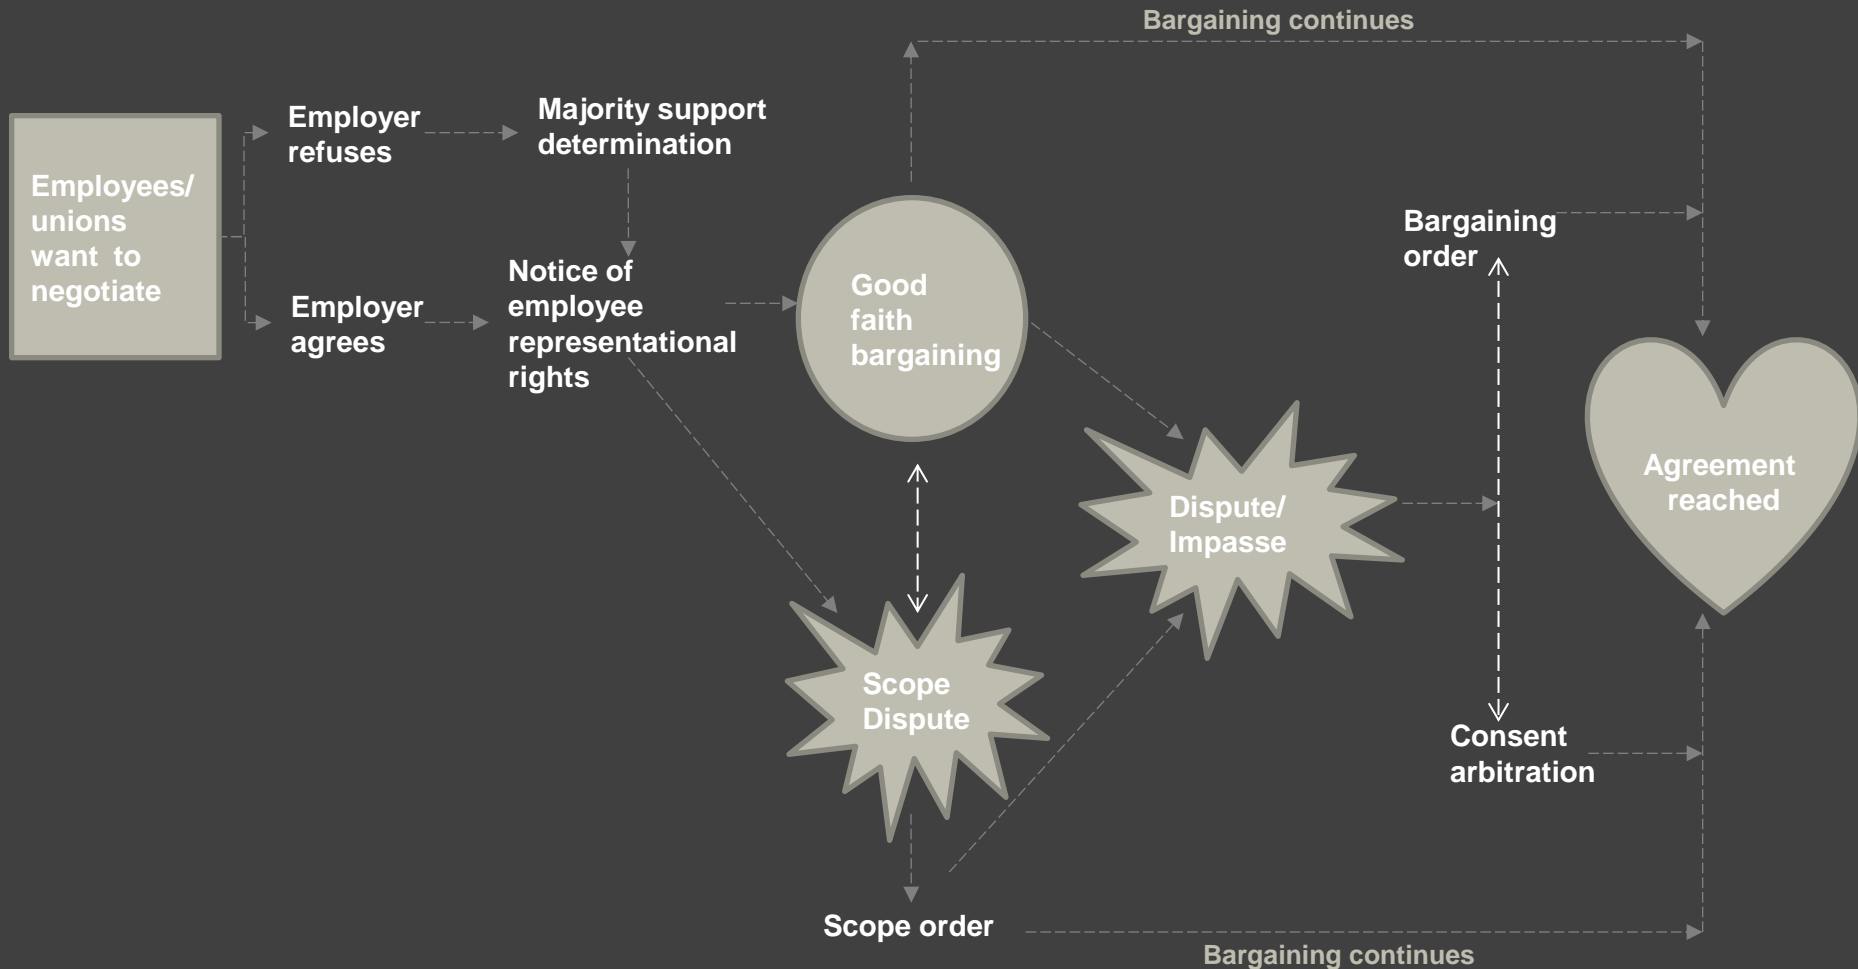 Bargaining continues
Employees/
unions
want to
negotiate
Employer
refuses
Majority support
determination
Employer
agrees
Notice of
employee
representational
rights
Good
faith
bargaining
Bargaining
order
Agreement
reached
Dispute/
Impasse
Scope
Dispute
Consent
arbitration
Scope order
Bargaining continues